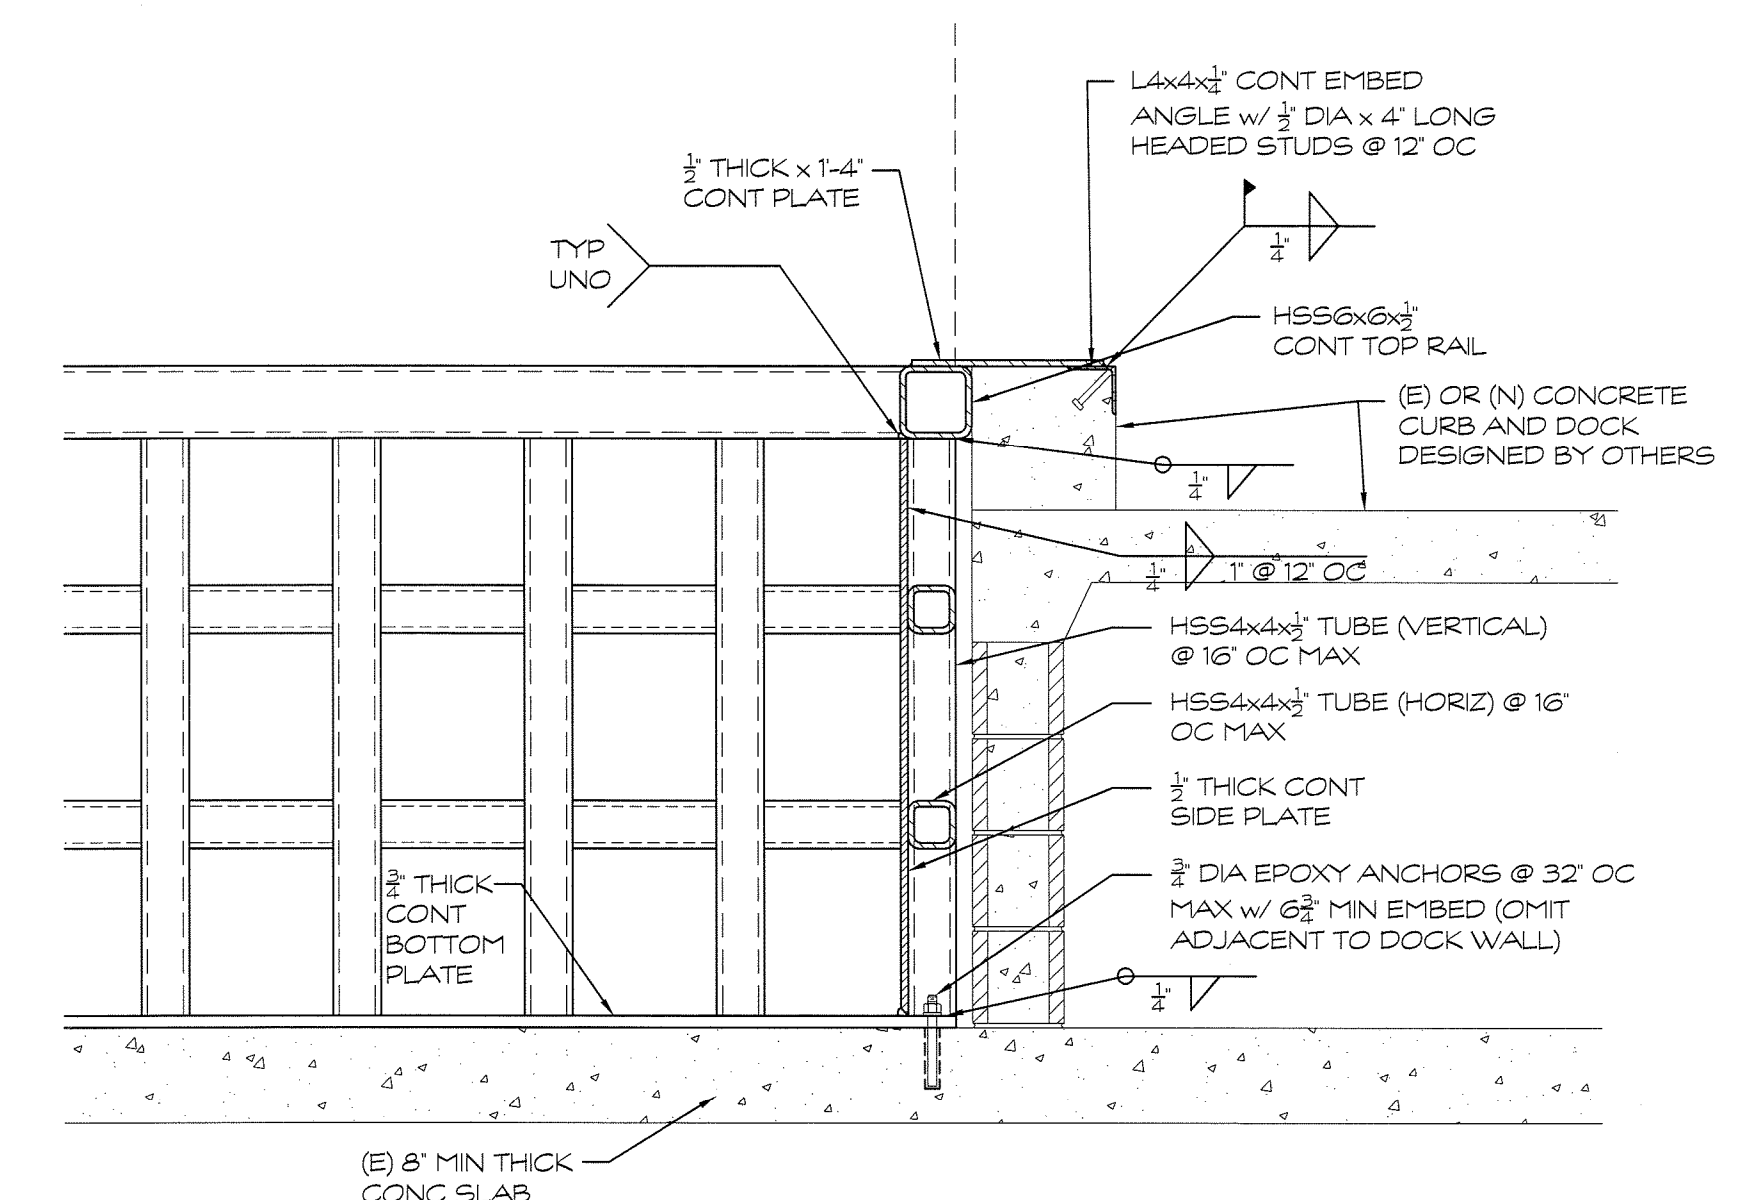 L4x4x1/4" CONT EMBED
ANGLE w/ 1/2" DIA x 4" LONG
HEADED STUDS @ 12" OC
1/2" THICK x 1'-4"
CONT PLATE
1/4"
TYP
UNO
HSS6x6x1/2"
CONT TOP RAIL
(E) OR (N) CONCRETE
CURB AND DOCK
DESIGNED BY OTHERS
1/4"
1/4" 1" @ 12" OC
HSS4x4x1/2" TUBE (VERTICAL)
@ 16" OC MAX
HSS4x4x1/2" TUBE (HORIZ) @ 16"
OC MAX
1/2" THICK CONT
SIDE PLATE
3/4" DIA EPOXY ANCHORS @ 32" OC
MAX w/ 6 3/4" MIN EMBED (OMIT
ADJACENT TO DOCK WALL)
3/4" THICK
CONT
BOTTOM
PLATE
1/4"
(E) 8" MIN THICK
CONC SLAB